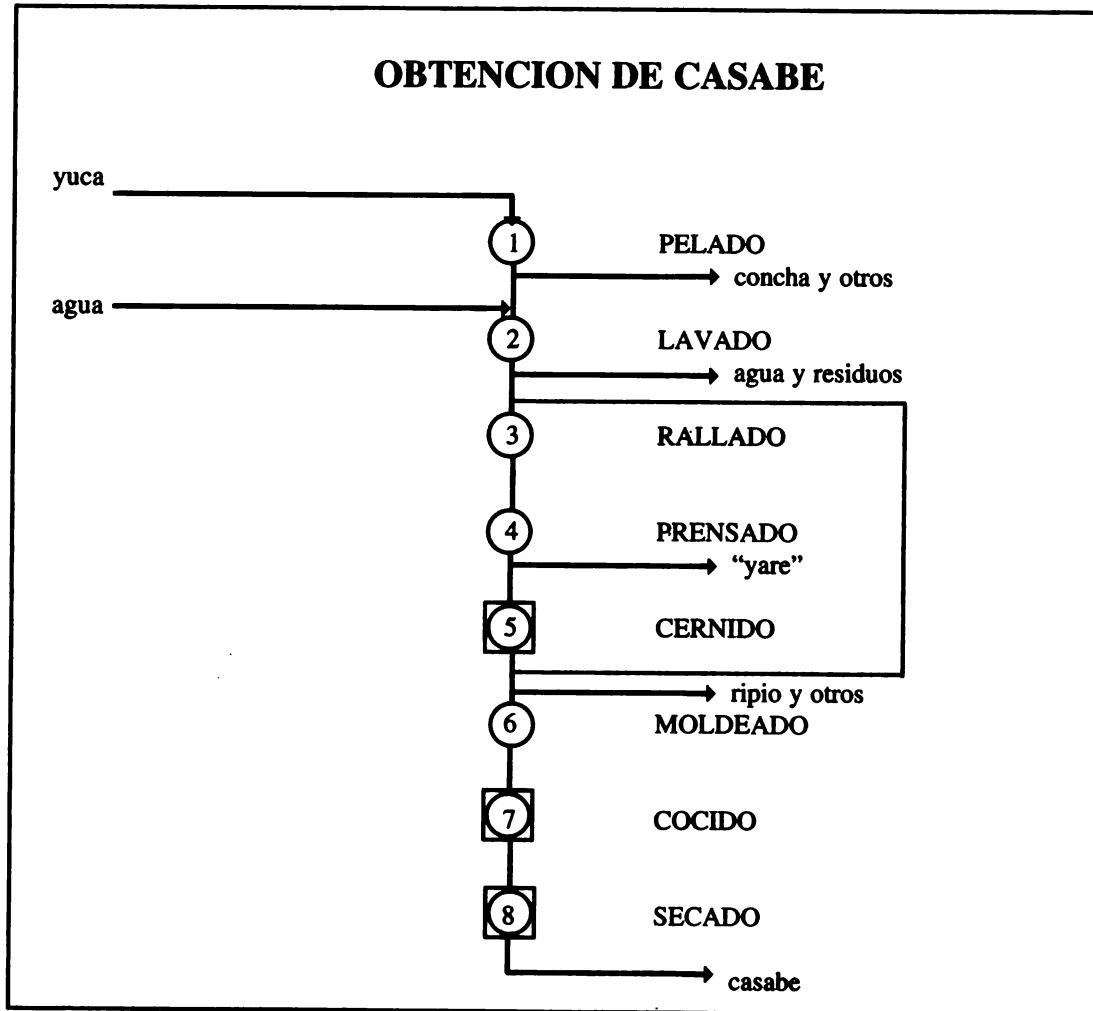 OBTENCION DE CASABE
yuca
1 PELADO
concha y otros
agua
2 LAVADO
agua y residuos
3 RALLADO
4 PRENSADO
“yare”
5 CERNIDO
ripio y otros
6 MOLDEADO
7 COCIDO
8 SECADO
casabe